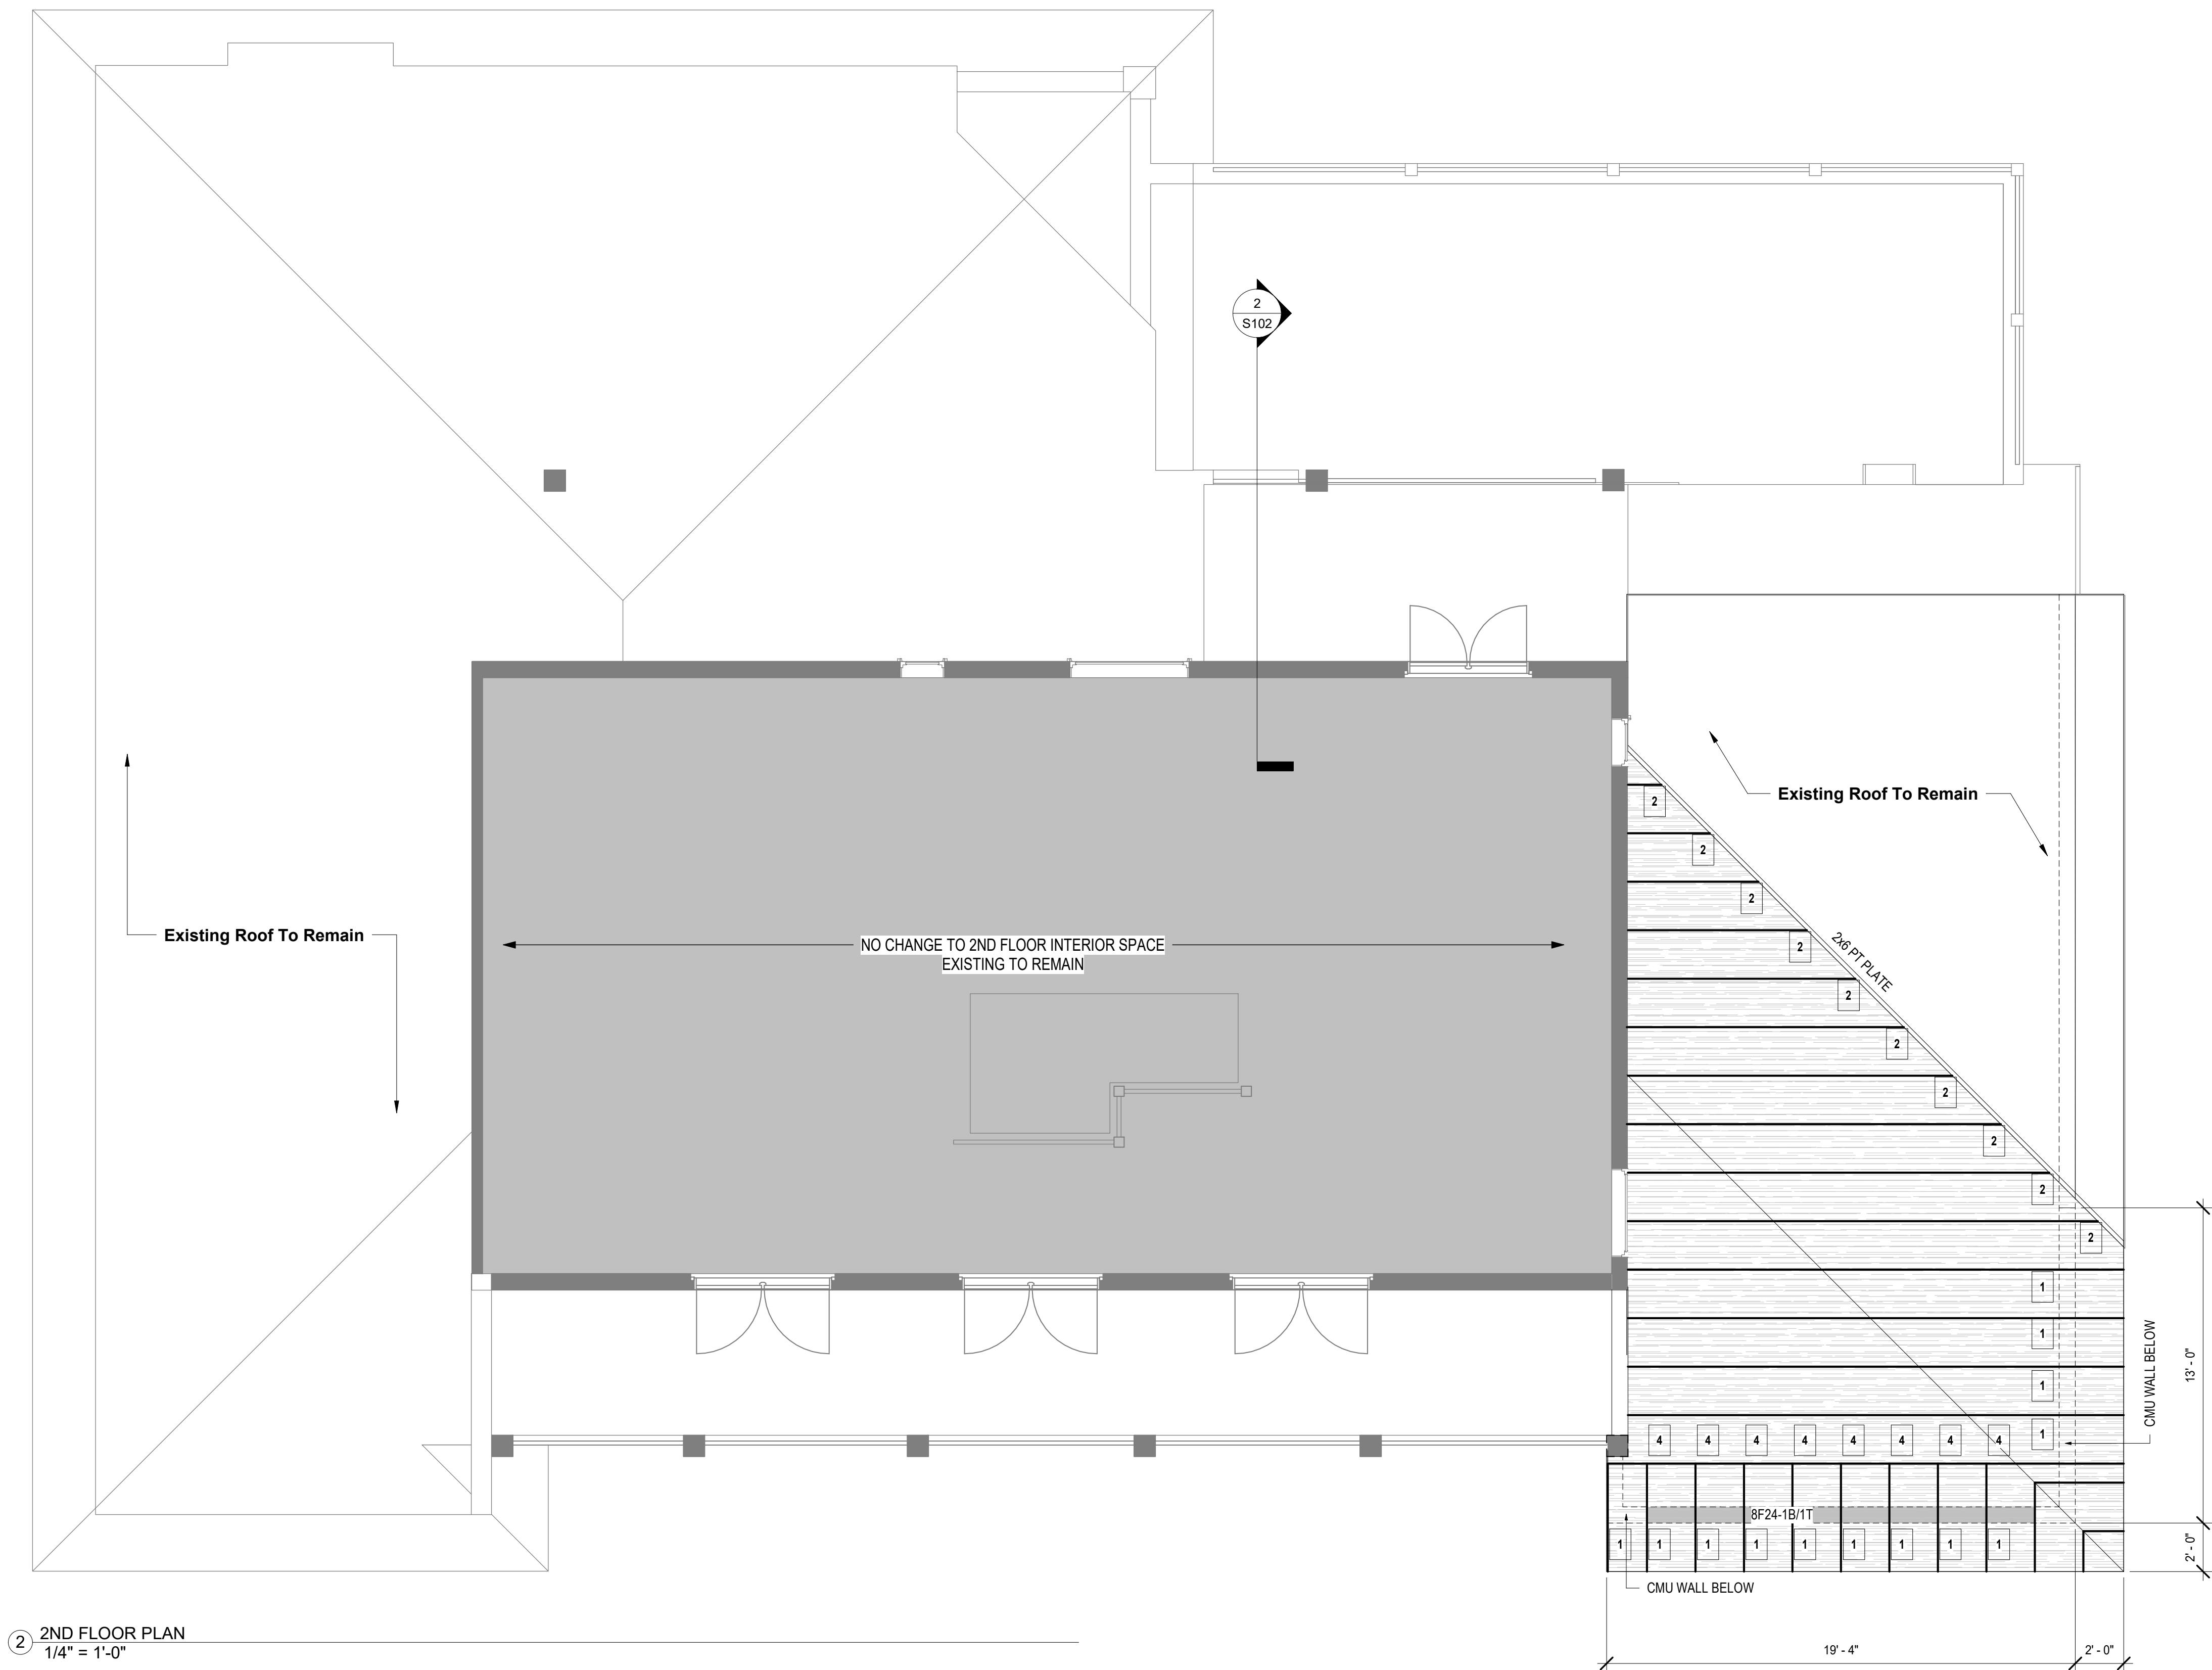 2
S102
Existing Roof To Remain
2
2
2
2
2x6 PT PLATE
Existing Roof To Remain
NO CHANGE TO 2ND FLOOR INTERIOR SPACE
EXISTING TO REMAIN
2
2
2
2
2
2
1
1
13' - 0"
1
CMU WALL BELOW
4 4 4 4 4 4 4 4 1
8F24-1B/1T
1 1 1 1 1 1 1 1 1
2' - 0"
CMU WALL BELOW
19' - 4"
2' - 0"
2
2ND FLOOR PLAN
1/4" = 1'-0"